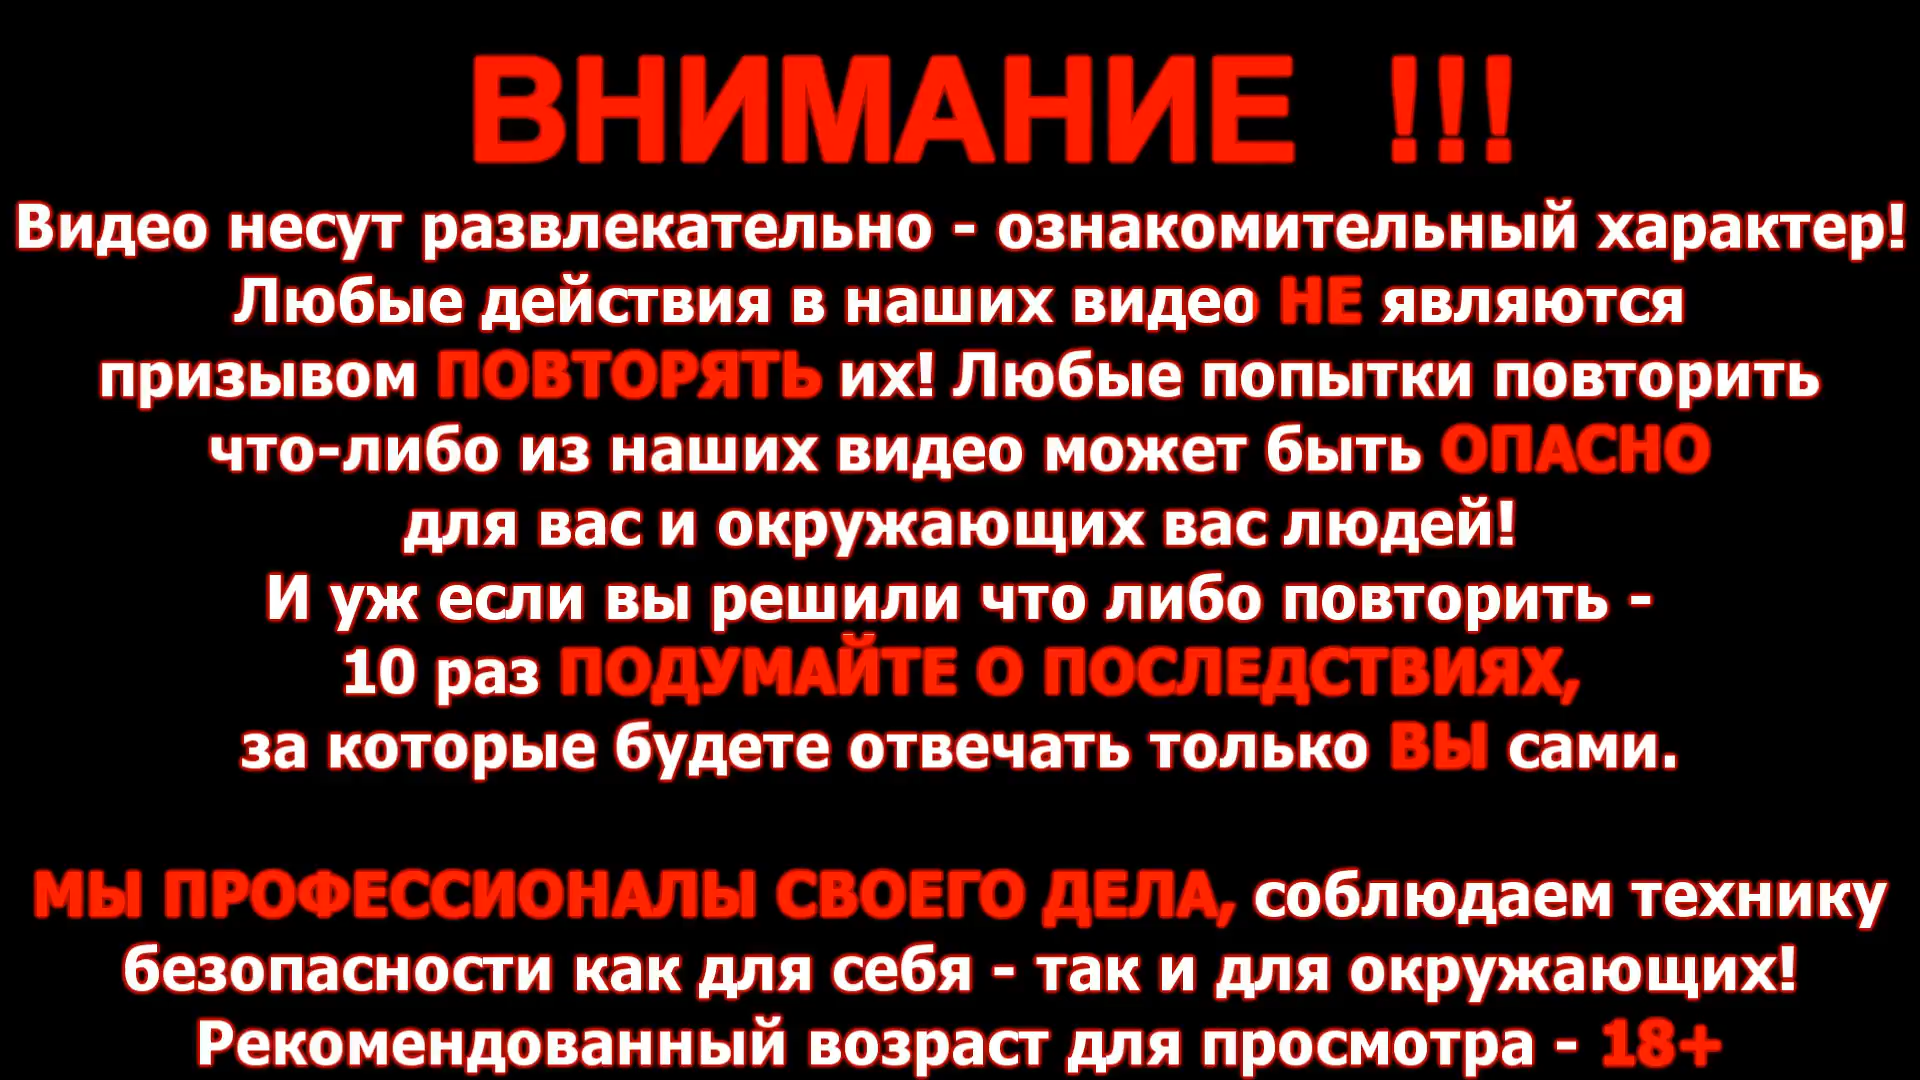 ВНИМАНИЕ !!!
Видео несут развлекательно - ознакомительный характер!
Любые действия в наших видео НЕ являются
призывом ПОВТОРЯТЬ их! Любые попытки повторить
что-либо из наших видео может быть ОПАСНО
для вас и окружающих вас людей!
И уж если вы решили что либо повторить -
10 раз ПОДУМАЙТЕ О ПОСЛЕДСТВИЯХ,
за которые будете отвечать только ВЫ сами.
МЫ ПРОФЕССИОНАЛЫ СВОЕГО ДЕЛА, соблюдаем технику
безопасности как для себя - так и для окружающих!
Рекомендованный возраст для просмотра - 18+